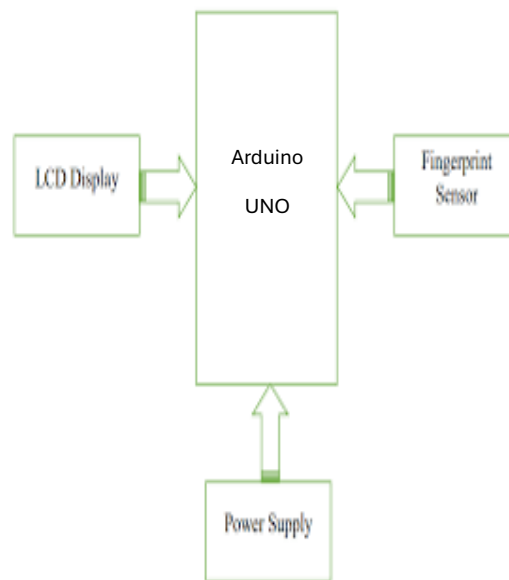 LCD Display
Arduino
UNO
Fingerprint
Sensor
Power Supply